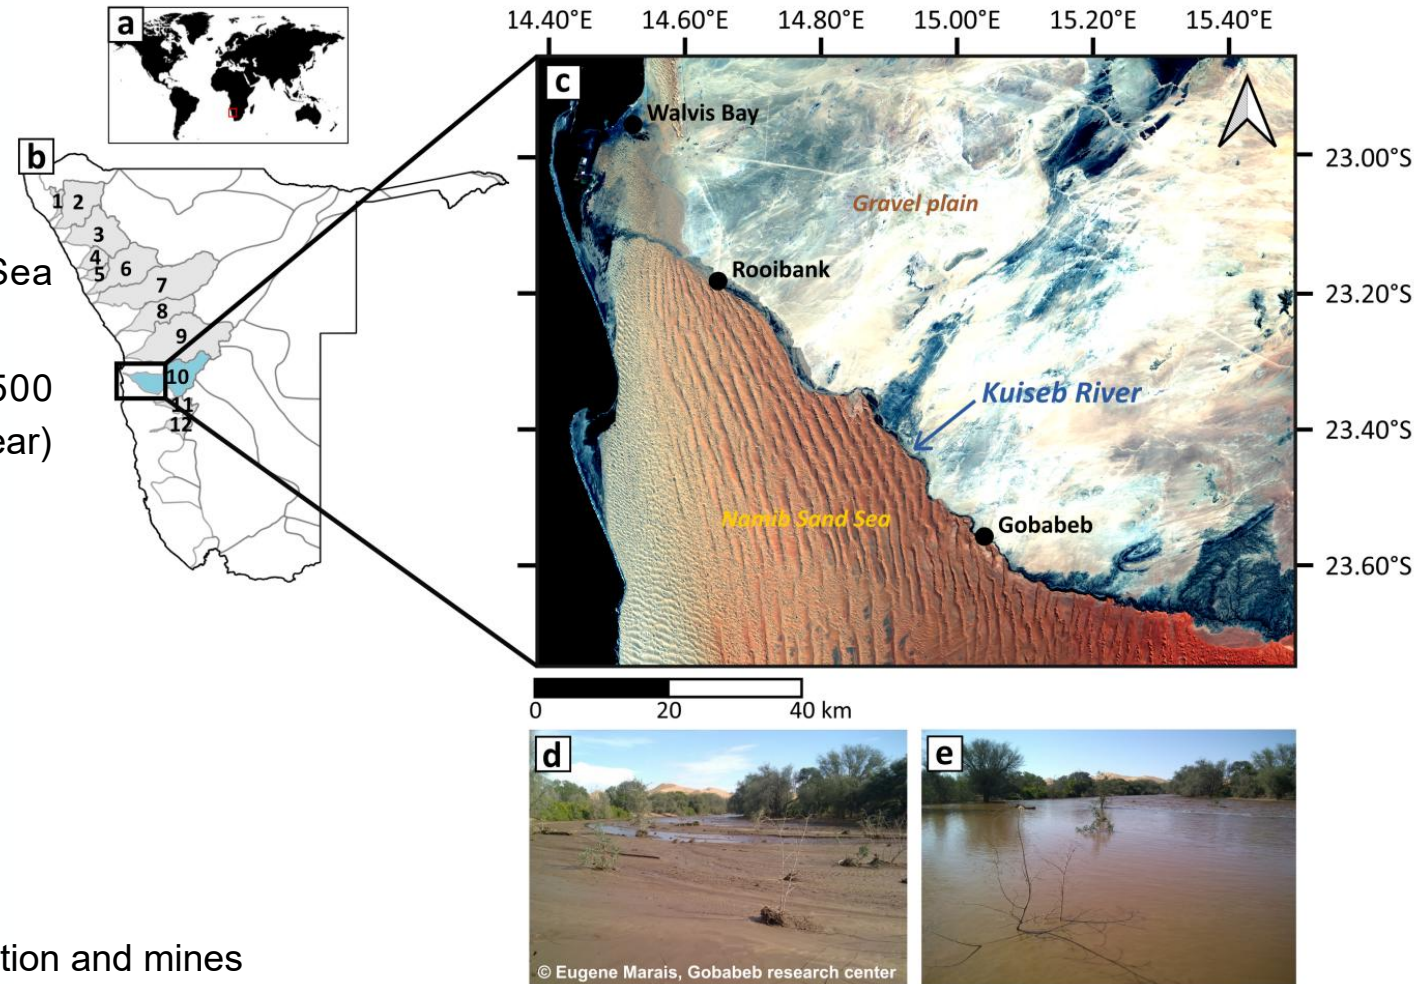 a
b
1 2
3
4
5
6
7
8
9
10
11
12
Sea
500
ear)
tion and mines
14.40°E 14.60°E 14.80°E 15.00°E 15.20°E 15.40°E
c
Walvis Bay
Gravel plain
Rooibank
Kuiseb River
Namib Sand Sea
Gobabeb
23.00°S
23.20°S
23.40°S
23.60°S
0 20 40 km
d
© Eugene Marais, Gobabeb research center
e